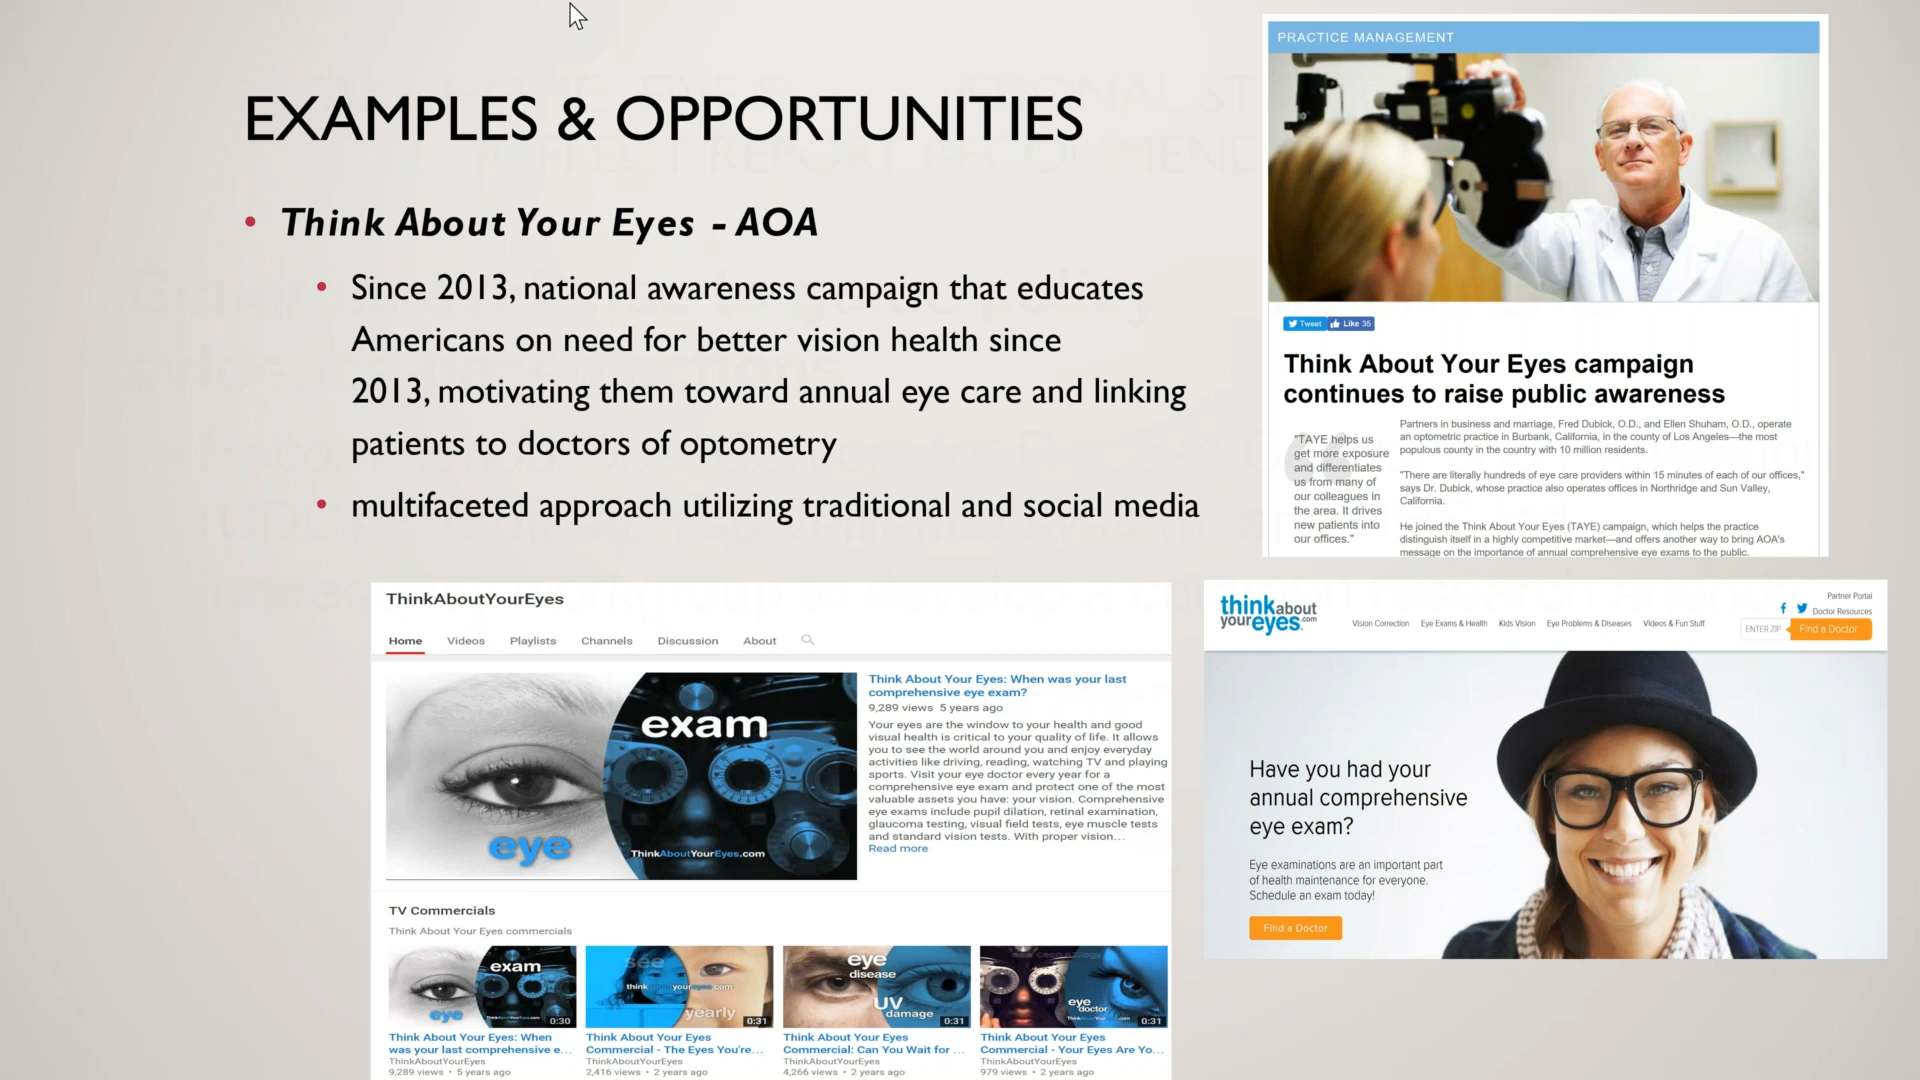 EXAMPLES & OPPORTUNITIES
• Think About Your Eyes - AOA
• Since 2013, national awareness campaign that educates
Americans on need for better vision health since
2013, motivating them toward annual eye care and linking
patients to doctors of optometry
• multifaceted approach utilizing traditional and social media
PRACTICE MANAGEMENT
Tweet Like 35
Think About Your Eyes campaign
continues to raise public awareness
"TAYE helps us
get more exposure
and differentiates
us from many of
our colleagues in
the area. It drives
new patients into
our offices."
Partners in business and marriage, Fred Dubick, O.D., and Ellen Shuham, O.D., operate
an optometric practice in Burbank, California, in the county of Los Angeles—the most
populous county in the country with 10 million residents.
"There are literally hundreds of eye care providers within 15 minutes of each of our offices,"
says Dr. Dubick, whose practice also operates offices in Northridge and Sun Valley,
California.
He joined the Think About Your Eyes (TAYE) campaign, which helps the practice
distinguish itself in a highly competitive market—and offers another way to bring AOA's
message on the importance of annual comprehensive eye exams to the public.
ThinkAboutYourEyes
Home Videos Playlists Channels Discussion About
exam
eye
ThinkAboutYourEyes.com
Think About Your Eyes: When was your last
comprehensive eye exam?
9,289 views 5 years ago
Your eyes are the window to your health and good
visual health is critical to your quality of life. It allows
you to see the world around you and enjoy everyday
activities like driving, reading, watching TV and playing
sports. Visit your eye doctor every year for a
comprehensive eye exam and protect one of the most
valuable assets you have: your vision. Comprehensive
eye exams include pupil dilation, retinal examination,
glaucoma testing, visual field tests, eye muscle tests
and standard vision tests. With proper vision...
Read more
TV Commercials
Think About Your Eyes commercials
exam
eye
0:30
see
think your .com
yearly
0:31
eye
disease
UV
damage
0:31
eye
doctor
0:31
Think About Your Eyes: When
was your last comprehensive e...
ThinkAboutYourEyes
9,289 views • 5 years ago
Think About Your Eyes
Commercial - The Eyes You're...
ThinkAboutYourEyes
2,416 views • 2 years ago
Think About Your Eyes
Commercial: Can You Wait for ...
ThinkAboutYourEyes
4,266 views • 2 years ago
Think About Your Eyes
Commercial - Your Eyes Are Yo...
ThinkAboutYourEyes
979 views • 2 years ago
thinkabout
youreyes.com
Partner Portal
Doctor Resources
Vision Correction Eye Exams & Health Kids Vision Eye Problems & Diseases Videos & Fun Stuff
ENTER ZIP Find a Doctor
Have you had your
annual comprehensive
eye exam?
Eye examinations are an important part
of health maintenance for everyone.
Schedule an exam today!
Find a Doctor